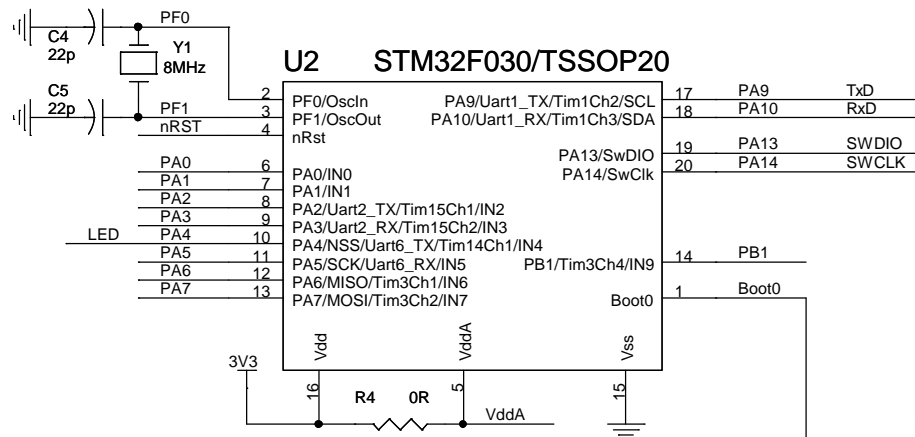 PF0
C4
22p
Y1
8MHz
C5
22p
PF1
nRST
U2 STM32F030/TSSOP20
2 PF0/OscIn
3 PF1/OscOut
4 nRst
PA0 6 PA0/IN0
PA1 7 PA1/IN1
PA2 8 PA2/Uart2_TX/Tim15Ch1/IN2
PA3 9 PA3/Uart2_RX/Tim15Ch2/IN3
LED PA4 10 PA4/NSS/Uart6_TX/Tim14Ch1/IN4
PA5 11 PA5/SCK/Uart6_RX/IN5
PA6 12 PA6/MISO/Tim3Ch1/IN6
PA7 13 PA7/MOSI/Tim3Ch2/IN7
PA9/Uart1_TX/Tim1Ch2/SCL 17 PA9 TxD
PA10/Uart1_RX/Tim1Ch3/SDA 18 PA10 RxD
PA13/SwDIO 19 PA13 SWDIO
PA14/SwClk 20 PA14 SWCLK
PB1/Tim3Ch4/IN9 14 PB1
Boot0 1 Boot0
Vdd
VddA
Vss
3V3
16
R4 0R
5
VddA
15